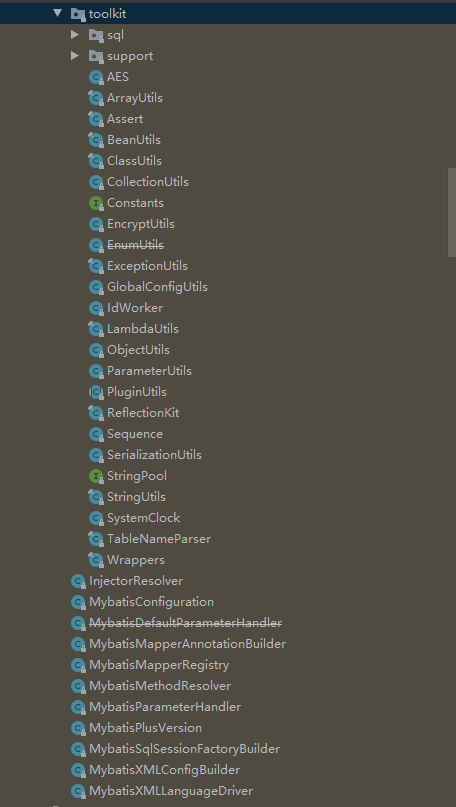 toolkit
sql
support
AES
ArrayUtils
Assert
BeanUtils
ClassUtils
CollectionUtils
Constants
EncryptUtils
EnumUtils
ExceptionUtils
GlobalConfigUtils
IdWorker
LambdaUtils
ObjectUtils
ParameterUtils
PluginUtils
ReflectionKit
Sequence
SerializationUtils
StringPool
StringUtils
SystemClock
TableNameParser
Wrappers
InjectorResolver
MybatisConfiguration
MybatisDefaultParameterHandler
MybatisMapperAnnotationBuilder
MybatisMapperRegistry
MybatisMethodResolver
MybatisParameterHandler
MybatisPlusVersion
MybatisSqlSessionFactoryBuilder
MybatisXMLConfigBuilder
MybatisXMLLanguageDriver